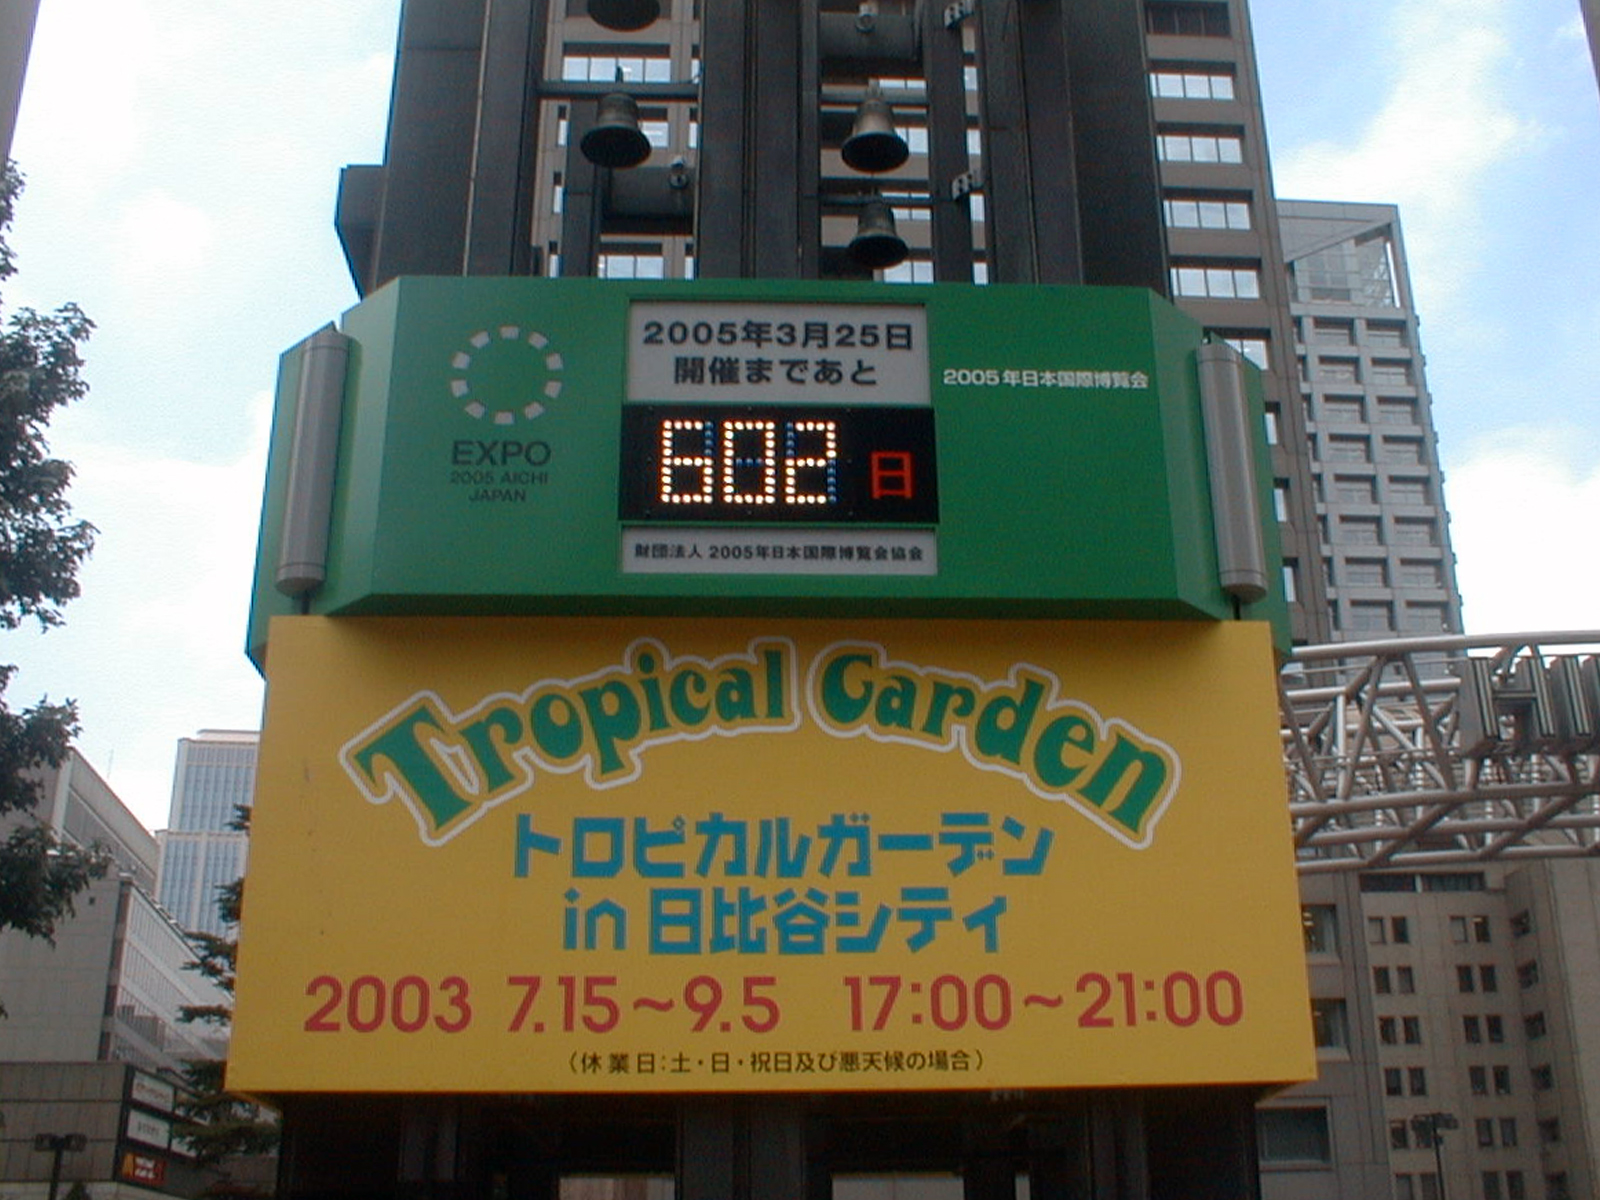 2005年3月25日
開催まであと
602日
EXPO
2005 AICHI
JAPAN
2005年日本国際博覧会
財団法人 2005年日本国際博覧会協会
Tropical Garden
トロピカルガーデン
in 日比谷シティ
2003 7.15~9.5 17:00~21:00
(休業日:土・日・祝日及び悪天候の場合)
H